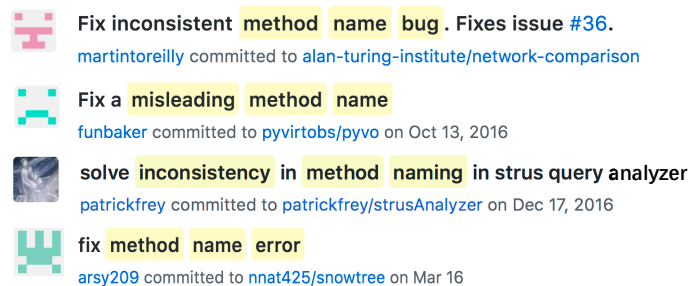 Fix inconsistent method name bug. Fixes issue #36.
martintoreilly committed to alan-turing-institute/network-comparison
Fix a misleading method name
funbaker committed to pyvirtobs/pyvo on Oct 13, 2016
solve inconsistency in method naming in strus query analyzer
patrickfrey committed to patrickfrey/strusAnalyzer on Dec 17, 2016
fix method name error
arsy209 committed to nnat425/snowtree on Mar 16